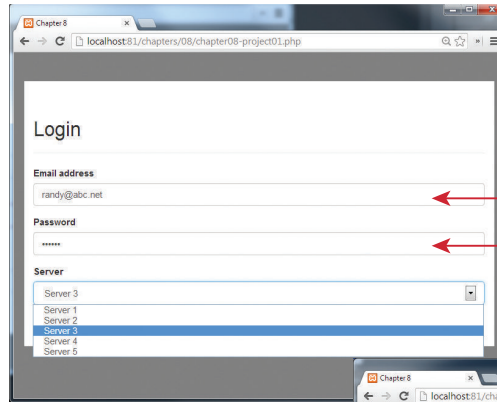 Chapter 8
localhost:81/chapters/08/chapter08-project01.php
Login
Email address
randy@abc.net
Password
••••••
Server
Server 3
Server 1
Server 2
Server 3
Server 4
Server 5
Chapter 8
localhost:81/cha